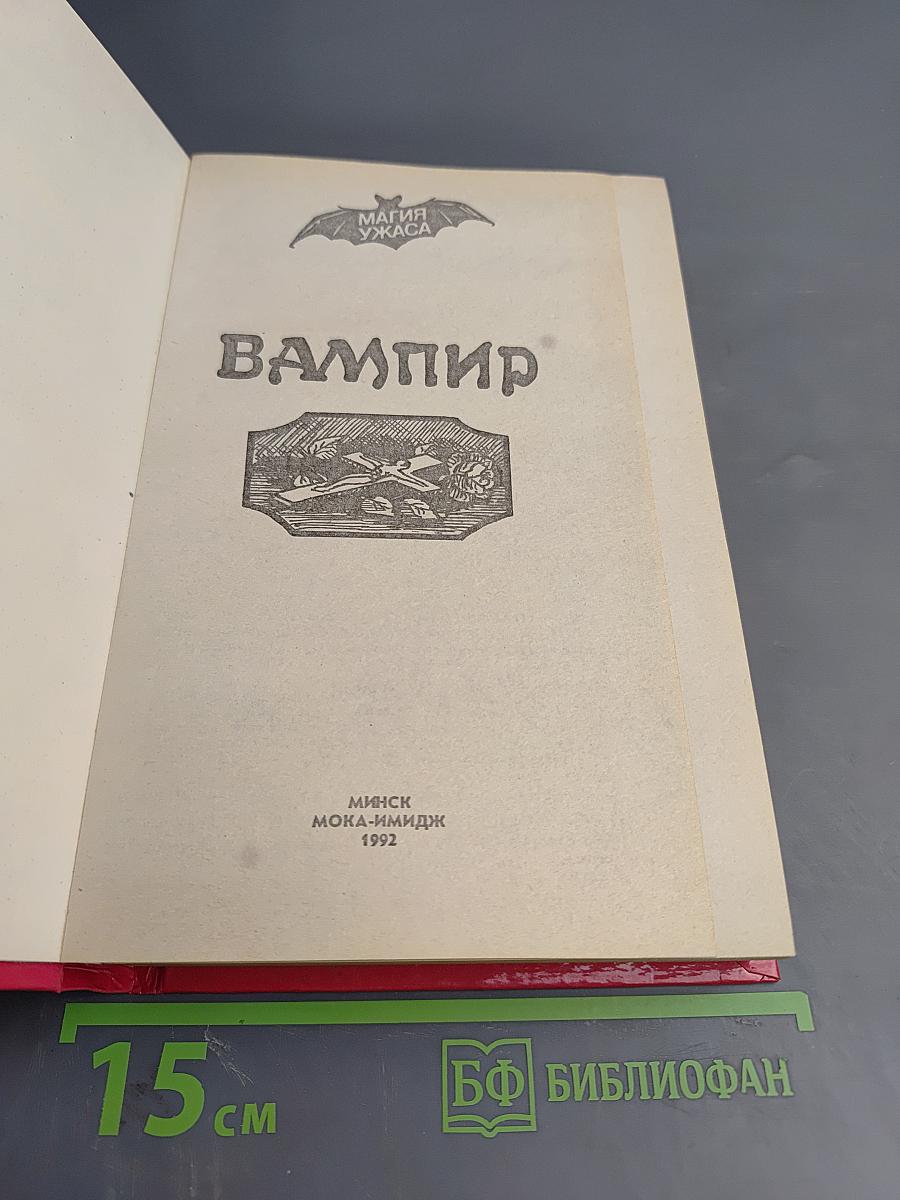 МАГИЯ
УЖАСА
ВАМПИР
МИНСК
МОКА-ИМИДЖ
1992
15 см
БФ БИБЛИОФАН